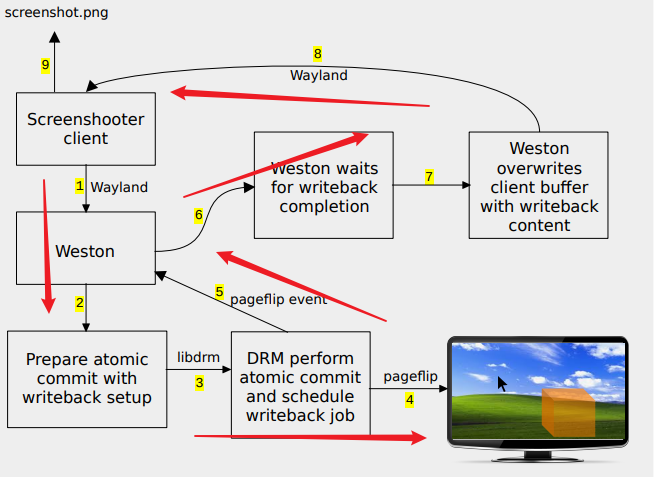 screenshot.png
9
8
Wayland
Screenshooter
client
1
Wayland
Weston waits
for writeback
completion
7
Weston
overwrites
client buffer
with writeback
content
6
Weston
5
pageflip event
2
Prepare atomic
commit with
writeback setup
libdrm
3
DRM perform
atomic commit
and schedule
writeback job
pageflip
4